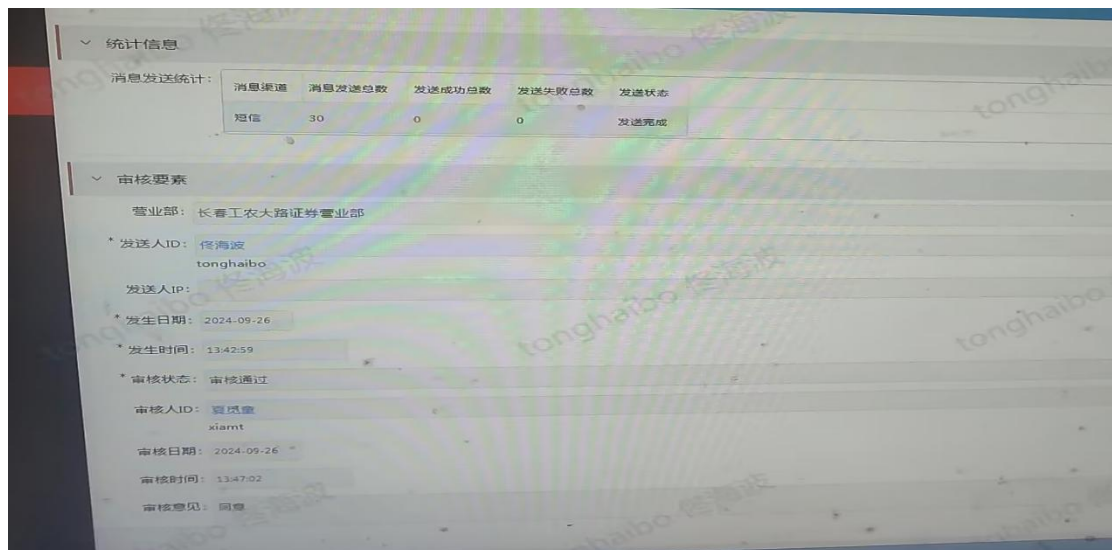 统计信息
消息发送统计：
消息渠道 消息发送总数 发送成功总数 发送失败总数 发送状态
短信 30 0 0 发送完成
审核要素
营业部： 长春工农大路证券营业部
* 发送人ID： 佟海波
tonghaibo
发送人IP：
* 发生日期： 2024-09-26
* 发生时间： 13:42:59
* 审核状态： 审核通过
审核人ID： 夏觅童
xiamt
审核日期： 2024-09-26
审核时间： 13:47:02
审核意见： 同意
tonghaibo 佟海波